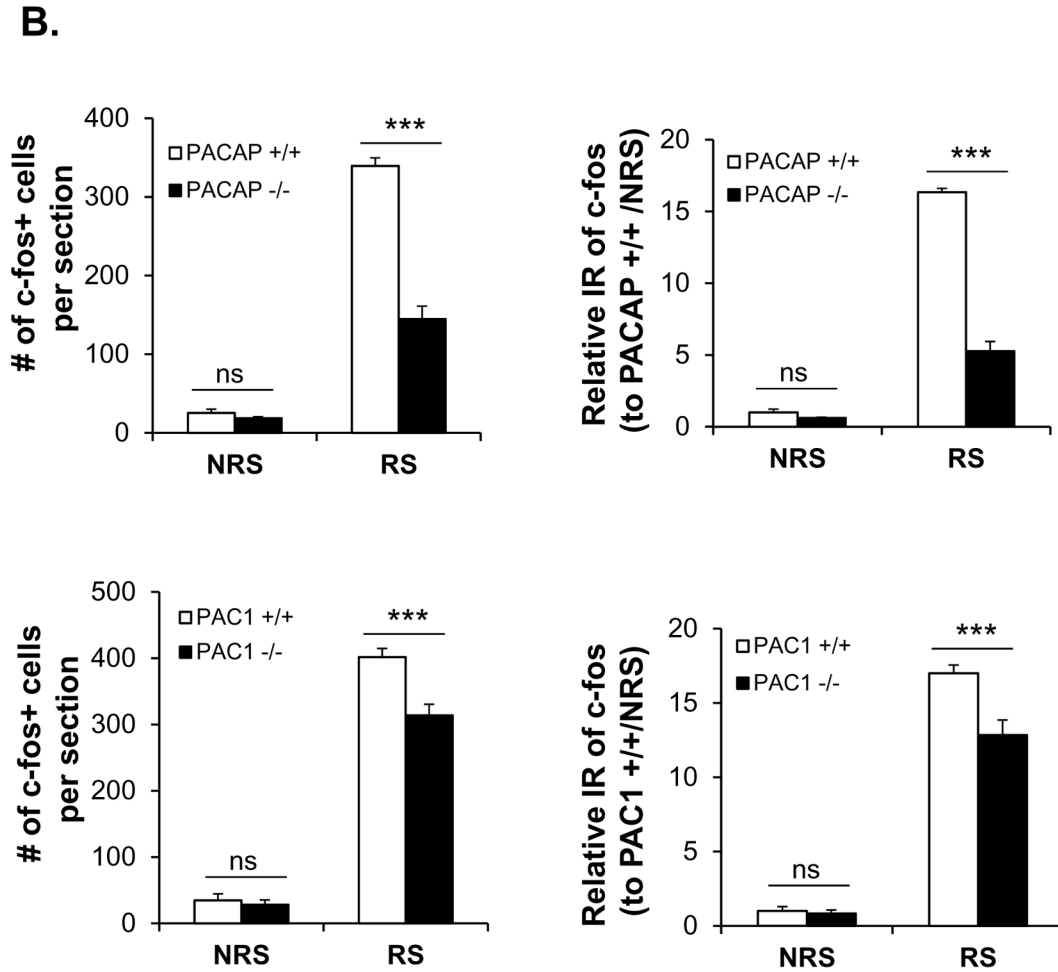 B.
# of c-fos+ cells
per section
400
300
200
100
0
PACAP +/+
PACAP -/-
ns
***
NRS
RS
Relative IR of c-fos
(to PACAP +/+ /NRS)
20
15
10
5
0
PACAP +/+
PACAP -/-
ns
***
NRS
RS
# of c-fos+ cells
per section
500
400
300
200
100
0
PAC1 +/+
PAC1 -/-
ns
***
NRS
RS
Relative IR of c-fos
(to PAC1 +/+/NRS)
20
15
10
5
0
PAC1 +/+
PAC1 -/-
ns
***
NRS
RS